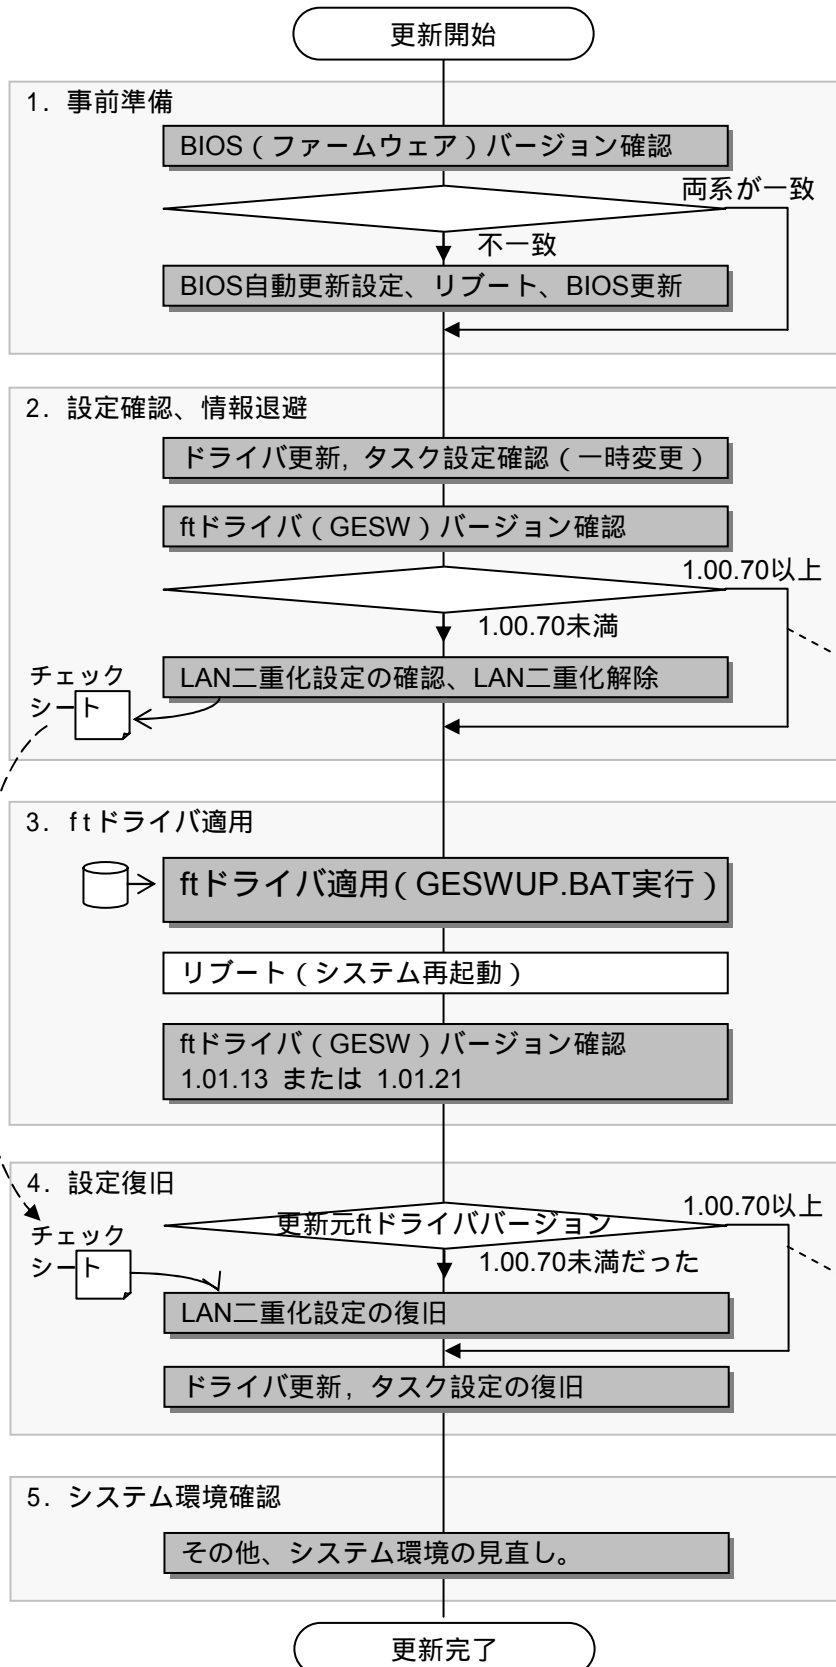 更新開始
1. 事前準備
BIOS(ファームウェア)バージョン確認
両系が一致
不一致
BIOS自動更新設定、リブート、BIOS更新
2. 設定確認、情報退避
ドライバ更新, タスク設定確認(一時変更)
ftドライバ(GESW)バージョン確認
1.00.70以上
1.00.70未満
LAN二重化設定の確認、LAN二重化解除
チェック
シート
3. ftドライバ適用
ftドライバ適用(GESWUP.BAT実行)
リブート(システム再起動)
ftドライバ(GESW)バージョン確認
1.01.13 または 1.01.21
4. 設定復旧
更新元ftドライババージョン
1.00.70以上
チェック
シート
1.00.70未満だった
LAN二重化設定の復旧
ドライバ更新, タスク設定の復旧
5. システム環境確認
その他、システム環境の見直し。
更新完了